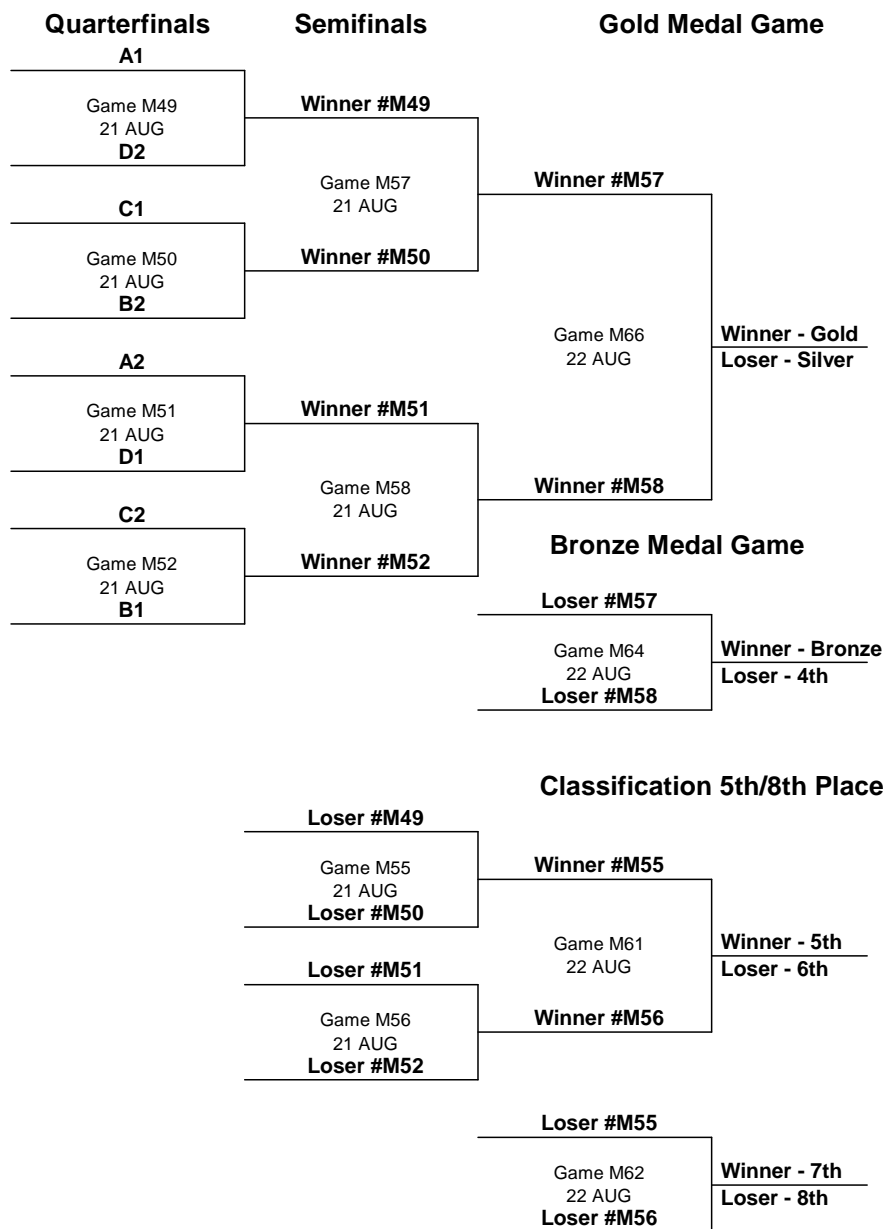 Quarterfinals Semifinals Gold Medal Game
A1
Game M49
21 AUG
D2
C1
Game M50
21 AUG
B2
A2
Game M51
21 AUG
D1
C2
Game M52
21 AUG
B1
Winner #M49
Game M57
21 AUG
Winner #M50
Winner #M51
Game M58
21 AUG
Winner #M52
Winner #M57
Game M66
22 AUG
Winner #M58
Winner - Gold
Loser - Silver
Bronze Medal Game
Loser #M57
Game M64
22 AUG
Loser #M58
Winner - Bronze
Loser - 4th
Classification 5th/8th Place
Loser #M49
Game M55
21 AUG
Loser #M50
Loser #M51
Game M56
21 AUG
Loser #M52
Winner #M55
Game M61
22 AUG
Winner #M56
Winner - 5th
Loser - 6th
Loser #M55
Game M62
22 AUG
Loser #M56
Winner - 7th
Loser - 8th